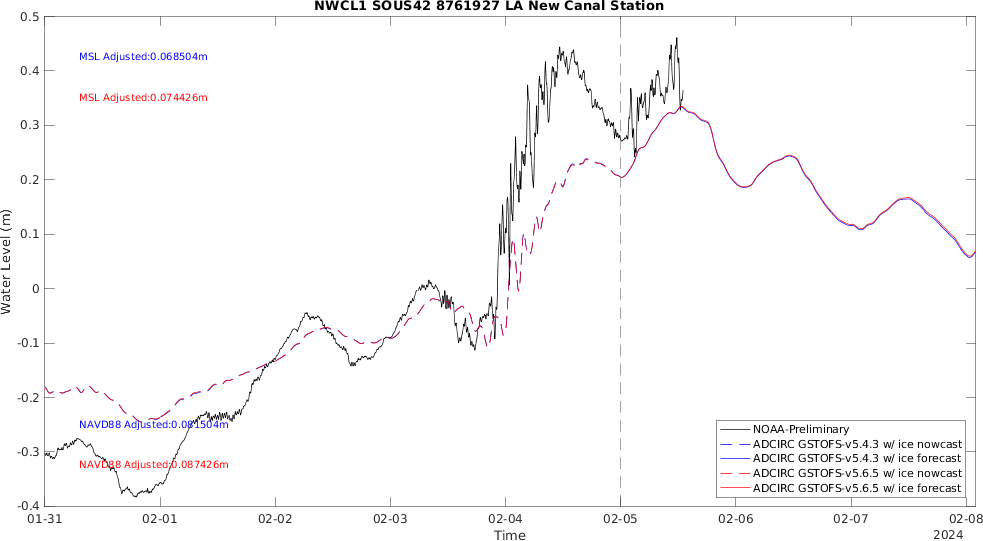 NWCL1 SOUS42 8761927 LA New Canal Station
0.5
0.4
0.3
0.2
0.1
0
-0.1
-0.2
-0.3
-0.4
Water Level (m)
MSL Adjusted:0.068504m
MSL Adjusted:0.074426m
NAVD88 Adjusted:0.081504m
NAVD88 Adjusted:0.087426m
NOAA-Preliminary
ADCIRC GSTOFS-v5.4.3 w/ ice nowcast
ADCIRC GSTOFS-v5.4.3 w/ ice forecast
ADCIRC GSTOFS-v5.6.5 w/ ice nowcast
ADCIRC GSTOFS-v5.6.5 w/ ice forecast
01-31 02-01 02-02 02-03 02-04 02-05 02-06 02-07 02-08
Time
2024